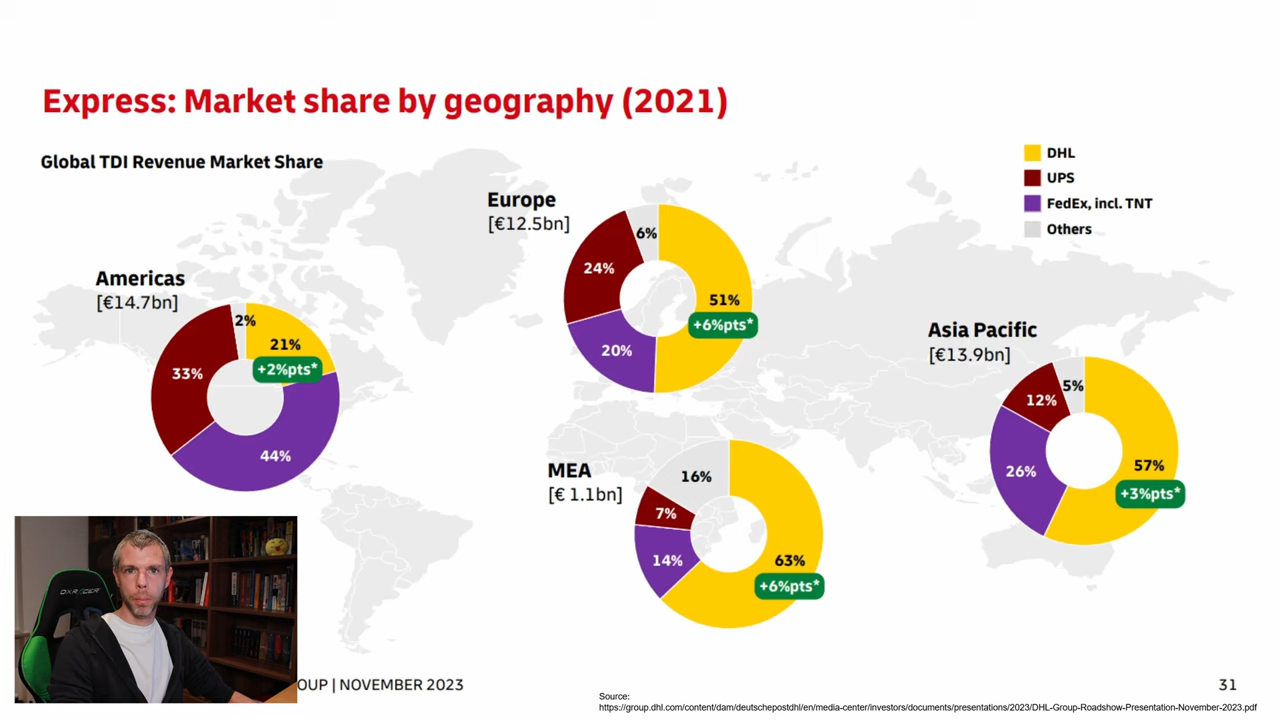 Express: Market share by geography (2021)
Global TDI Revenue Market Share
DHL
UPS
FedEx, incl. TNT
Others
Americas
[€14.7bn]
2%
21%
+2%pts*
33%
44%
Europe
[€12.5bn]
6%
24%
51%
+6%pts*
20%
MEA
[€ 1.1bn]
16%
7%
14%
63%
+6%pts*
Asia Pacific
[€13.9bn]
5%
12%
26%
57%
+3%pts*
DXRACER
OUP | NOVEMBER 2023
31
Source:
https://group.dhl.com/content/dam/deutschepostdhl/en/media-center/investors/documents/presentations/2023/DHL-Group-Roadshow-Presentation-November-2023.pdf